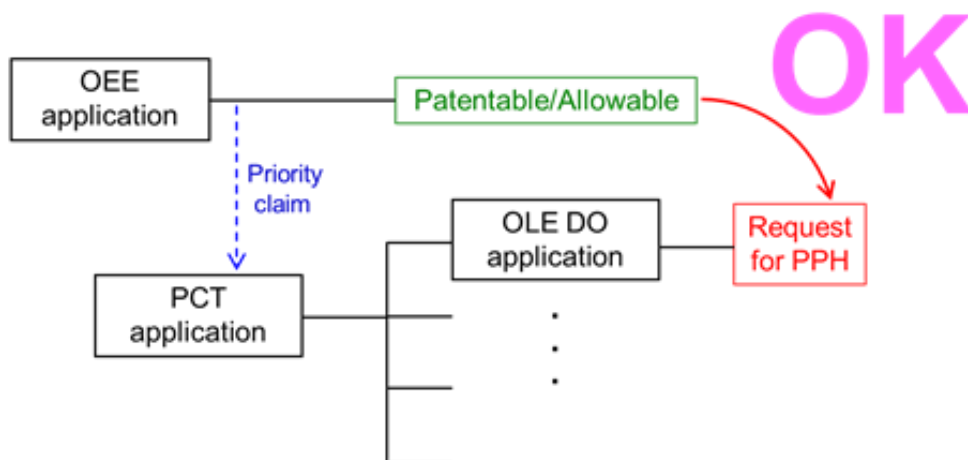 OK
OEE
application
Patentable/Allowable
Priority
claim
OLE DO
application
Request
for PPH
PCT
application